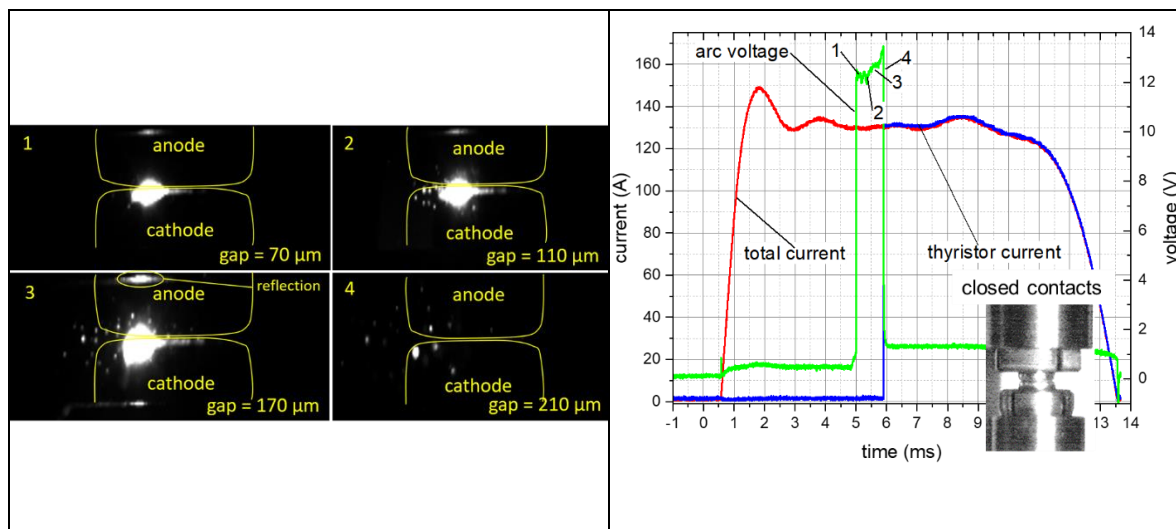 1
anode
cathode
gap = 70 µm
2
anode
cathode
gap = 110 µm
3
reflection
anode
cathode
gap = 170 µm
4
anode
cathode
gap = 210 µm
160
140
120
100
80
60
40
20
0
current (A)
-1 0 1 2 3 4 5 6 7 8 9 13 14
time (ms)
14
13
12
10
8
6
4
2
1
0
voltage (V)
arc voltage
1
2
3
4
total current
thyristor current
closed contacts